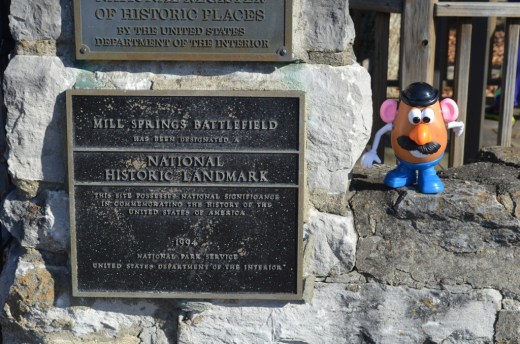 NATIONAL REGISTER
OF HISTORIC PLACES
BY THE UNITED STATES
DEPARTMENT OF THE INTERIOR
MILL SPRINGS BATTLEFIELD
HAS BEEN DESIGNATED A
NATIONAL
HISTORIC LANDMARK
THIS SITE POSSESSES NATIONAL SIGNIFICANCE
IN COMMEMORATING THE HISTORY OF THE
UNITED STATES OF AMERICA
1994
NATIONAL PARK SERVICE
UNITED STATES DEPARTMENT OF THE INTERIOR